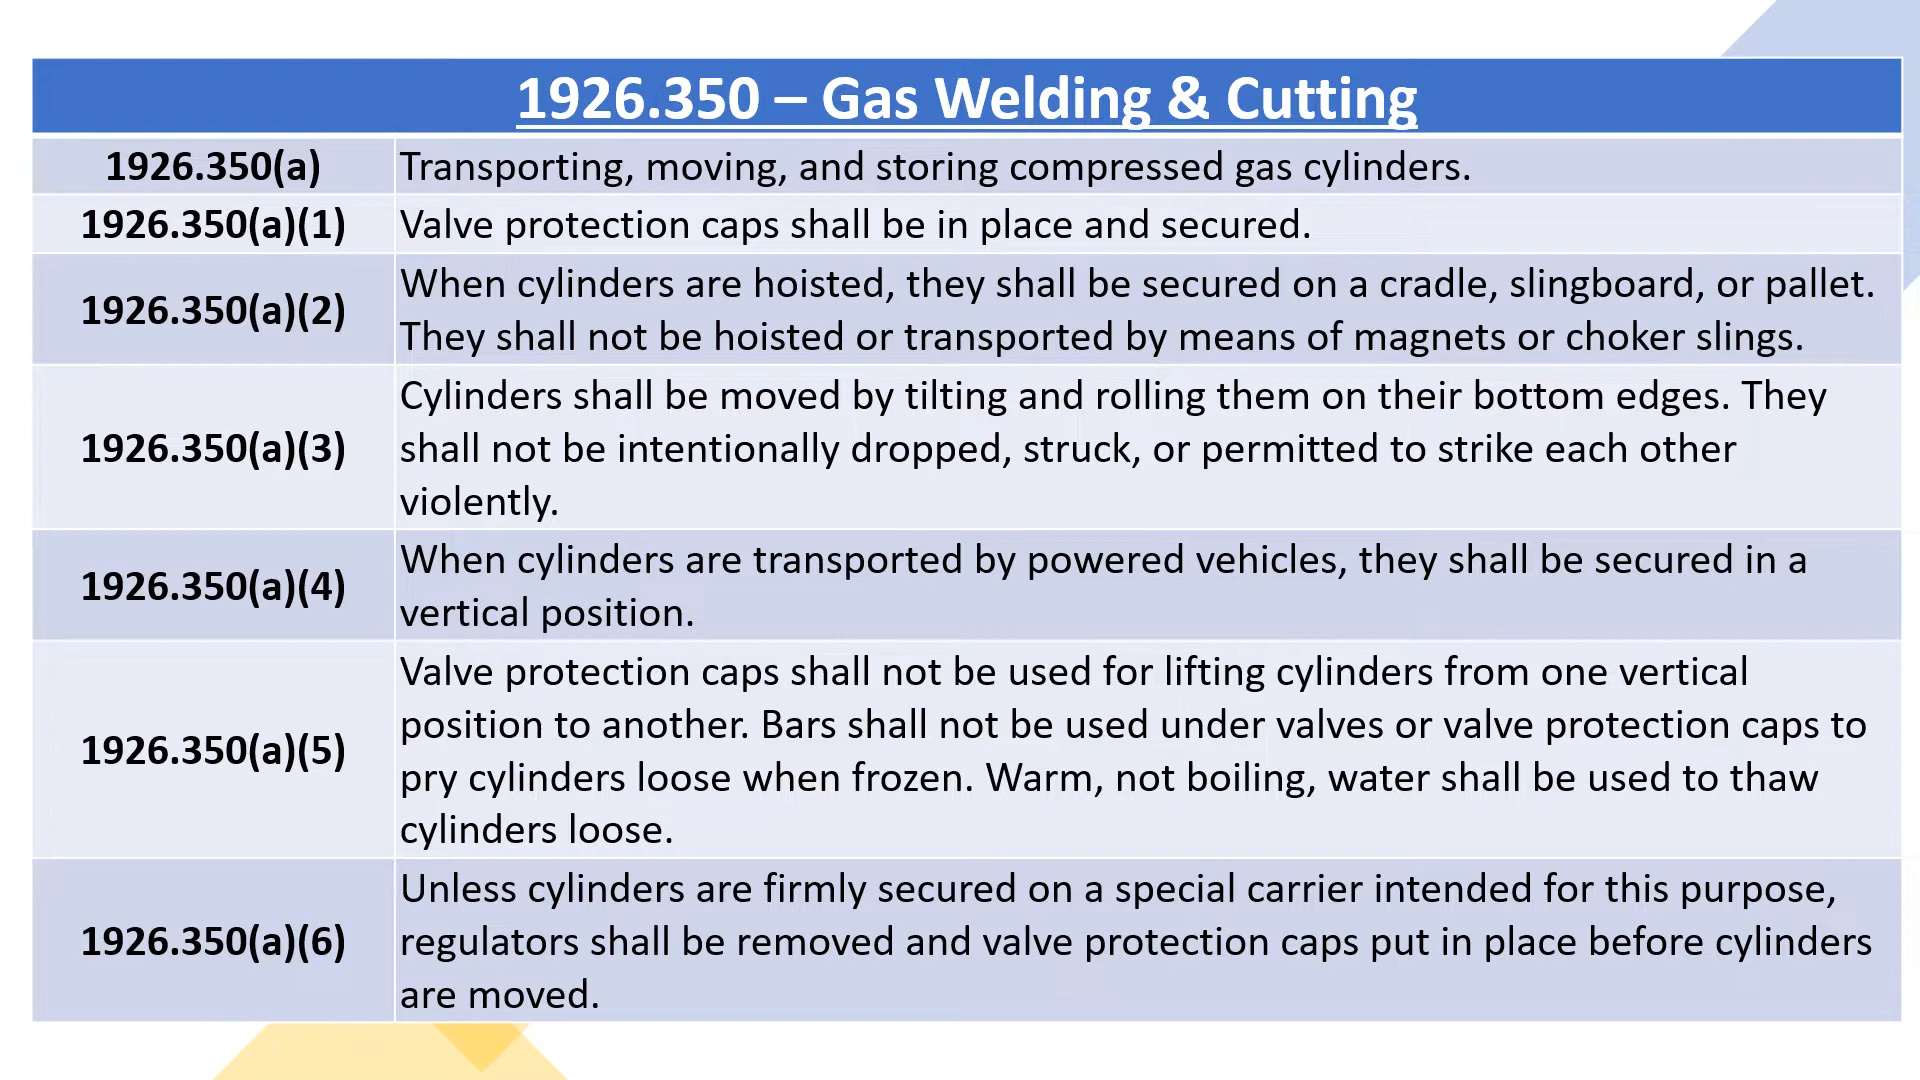 1926.350 – Gas Welding & Cutting
1926.350(a)
Transporting, moving, and storing compressed gas cylinders.
1926.350(a)(1)
Valve protection caps shall be in place and secured.
1926.350(a)(2)
When cylinders are hoisted, they shall be secured on a cradle, slingboard, or pallet.
They shall not be hoisted or transported by means of magnets or choker slings.
1926.350(a)(3)
Cylinders shall be moved by tilting and rolling them on their bottom edges. They
shall not be intentionally dropped, struck, or permitted to strike each other
violently.
1926.350(a)(4)
When cylinders are transported by powered vehicles, they shall be secured in a
vertical position.
1926.350(a)(5)
Valve protection caps shall not be used for lifting cylinders from one vertical
position to another. Bars shall not be used under valves or valve protection caps to
pry cylinders loose when frozen. Warm, not boiling, water shall be used to thaw
cylinders loose.
1926.350(a)(6)
Unless cylinders are firmly secured on a special carrier intended for this purpose,
regulators shall be removed and valve protection caps put in place before cylinders
are moved.